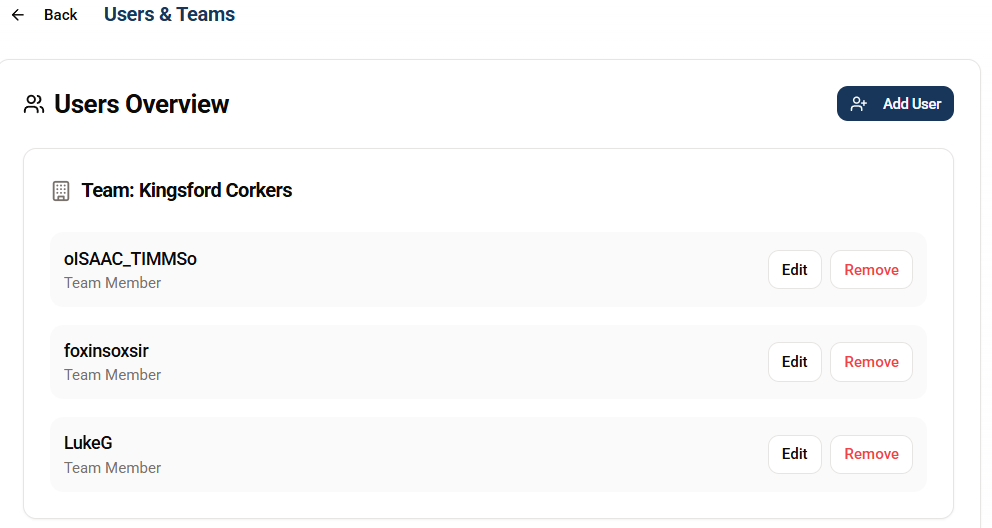 Back Users & Teams
Users Overview
Add User
Team: Kingsford Corkers
oISAAC_TIMMSo
Team Member
Edit Remove
foxinsoxsir
Team Member
Edit Remove
LukeG
Team Member
Edit Remove